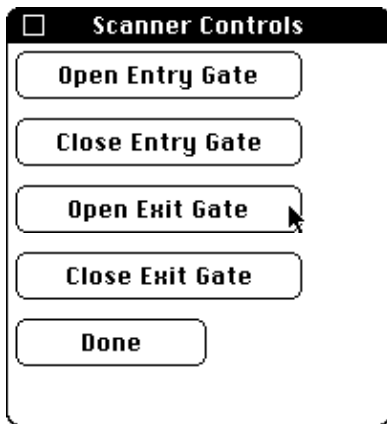 Scanner Controls
Open Entry Gate
Close Entry Gate
Open Exit Gate
Close Exit Gate
Done